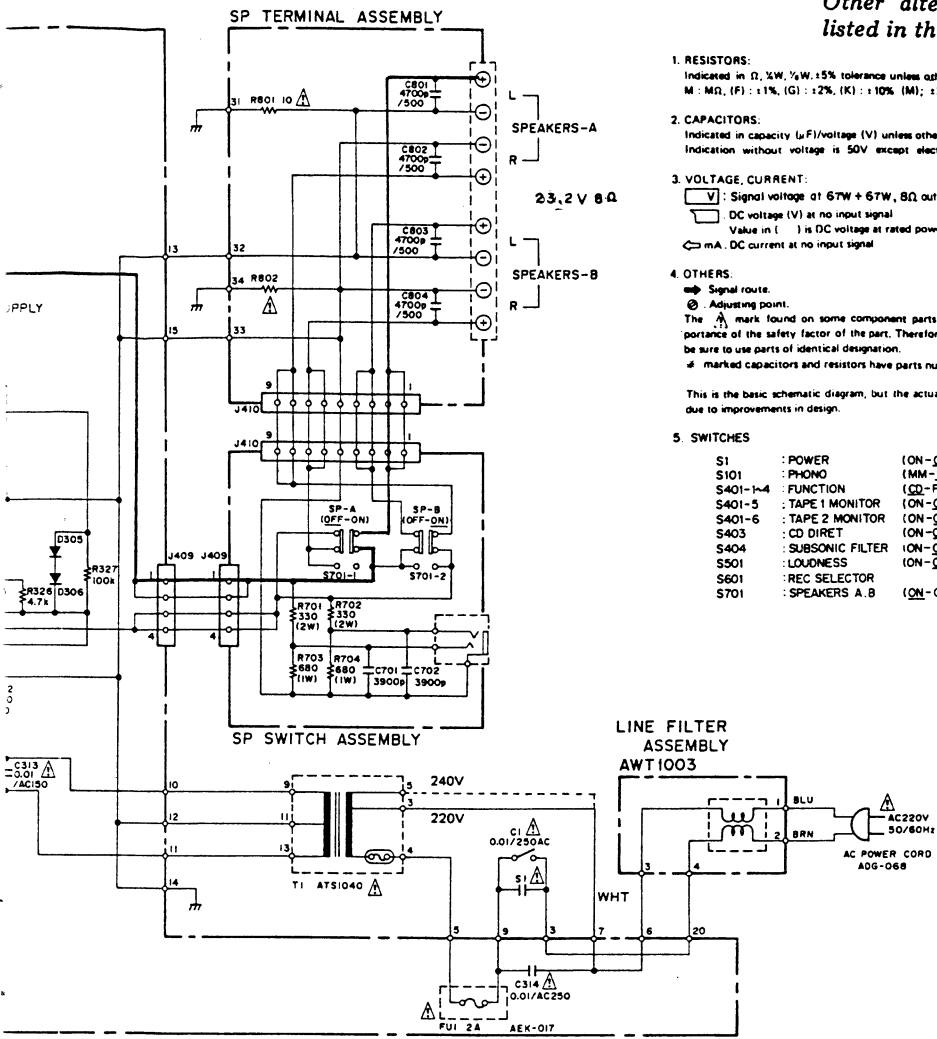 SP TERMINAL ASSEMBLY
Other alte
listed in th
1. RESISTORS:
Indicated in Ω, ¼W, ⅛W, ±5% tolerance unless oth
M : MΩ, (F) : ±1%, (G) : ±2%, (K) : ±10% (M); ±
2. CAPACITORS:
Indicated in capacity (µF)/voltage (V) unless othe
Indication without voltage is 50V except elec
3. VOLTAGE, CURRENT:
V : Signal voltage at 67W + 67W, 8Ω out
: DC voltage (V) at no input signal
Value in ( ) is DC voltage at rated pow
mA : DC current at no input signal
4. OTHERS:
Signal route.
: Adjusting point.
The ⚠ mark found on some component parts
portance of the safety factor of the part. Therefor
be sure to use parts of identical designation.
marked capacitors and resistors have parts nu
This is the basic schematic diagram, but the actua
due to improvements in design.
5. SWITCHES
S1 : POWER (ON-O
S101 : PHONO (MM-
S401-1~4 : FUNCTION (CD-P
S401-5 : TAPE 1 MONITOR (ON-O
S401-6 : TAPE 2 MONITOR (ON-O
S403 : CD DIRET (ON-O
S404 : SUBSONIC FILTER (ON-O
S501 : LOUDNESS (ON-O
S601 : REC SELECTOR
S701 : SPEAKERS A.B (ON-O
31 R801 10 ⚠
C801
4700p
/500
+
−
L
SPEAKERS-A
C802
4700p
/500
−
+
R
23.2V 8Ω
C803
4700p
/500
+
−
L
SPEAKERS-B
C804
4700p
/500
−
+
R
13
32
34 R802
⚠
PPLY
15
33
9
1
J410
J410
9
1
SP-A
(OFF-ON)
SP-B
(OFF-ON)
S701-1
S701-2
D305
R327
100k
R326
4.7k
D306
J409
J409
1
1
4
4
R701
330
(2W)
R702
330
(2W)
R703
680
(1W)
R704
680
(1W)
C701
3900p
C702
3900p
2
0
SP SWITCH ASSEMBLY
C313
0.01 ⚠
/AC150
10
12
11
14
9
11
13
5
3
4
240V
220V
T1 ATS1040 ⚠
C1 ⚠
0.01/250AC
S1 ⚠
WHT
LINE FILTER
ASSEMBLY
AWT1003
1 BLU
2 BRN
3
4
⚠
AC220V
50/60Hz
AC POWER CORD
ADG-068
5
9
3
7
6
20
C314 ⚠
0.01/AC250
⚠
FU1 2A AEK-017